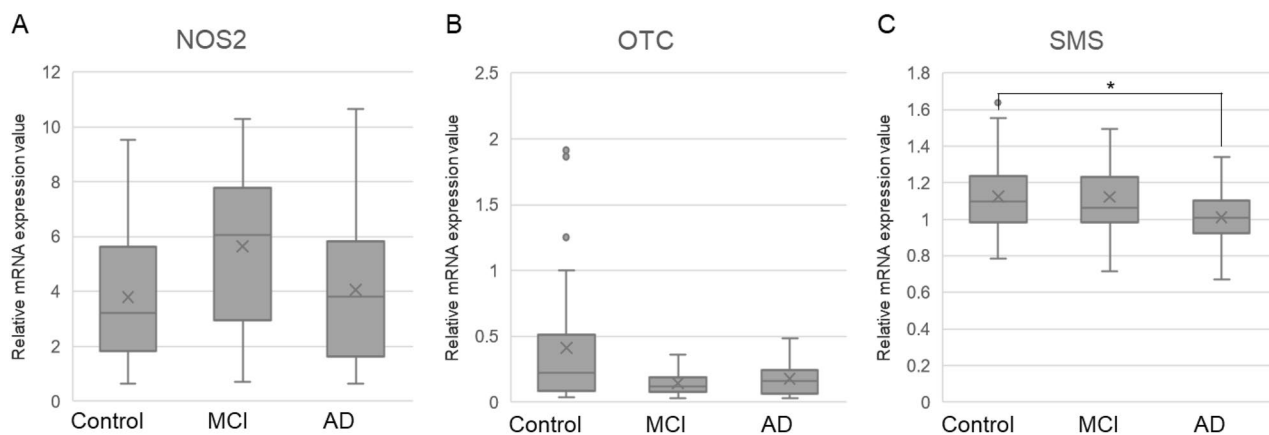 A
NOS2
Relative mRNA expression value
12
10
8
6
4
2
0
Control MCI AD
B
OTC
Relative mRNA expression value
2.5
2
1.5
1
0.5
0
Control MCI AD
C
SMS
Relative mRNA expression value
1.8
1.6
1.4
1.2
1
0.8
0.6
0.4
0.2
0
*
Control MCI AD